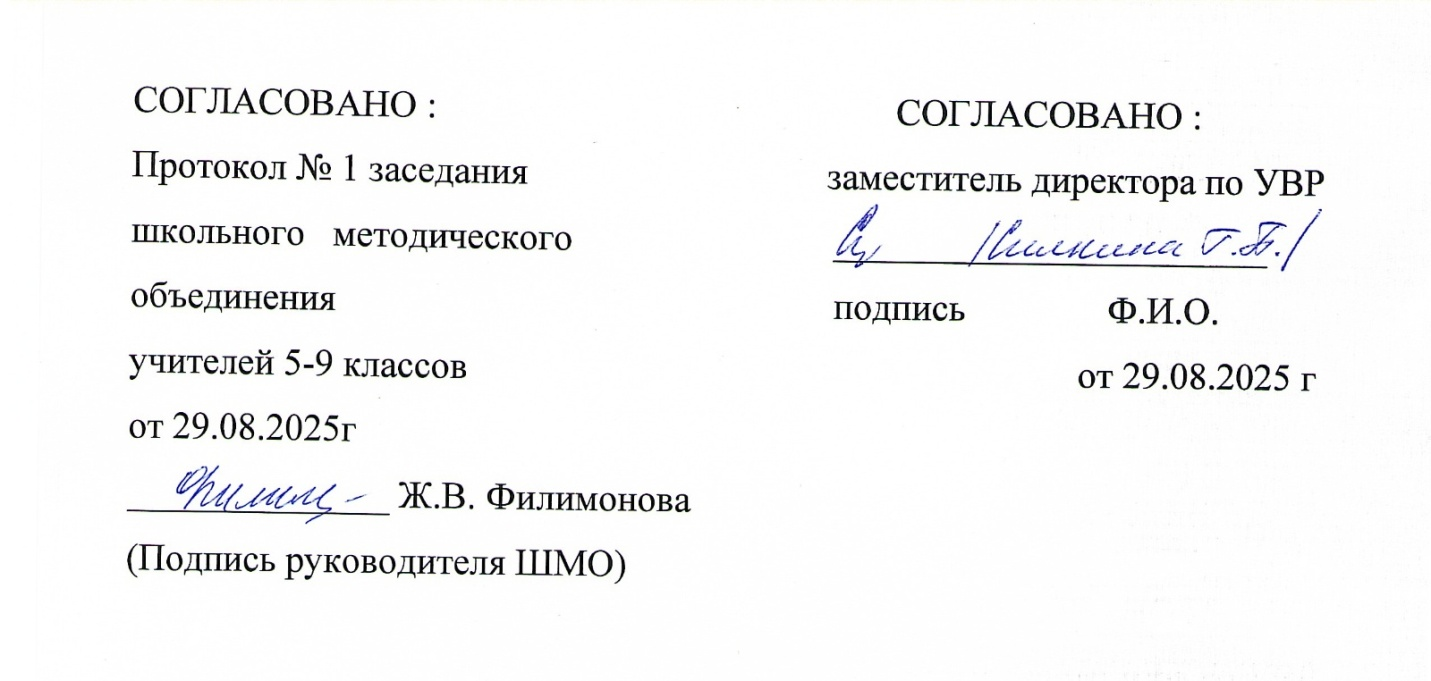 СОГЛАСОВАНО :
Протокол № 1 заседания
школьного методического
объединения
учителей 5-9 классов
от 29.08.2025г
Ж.В. Филимонова
(Подпись руководителя ШМО)
СОГЛАСОВАНО :
заместитель директора по УВР
Г.Б./
подпись Ф.И.О.
от 29.08.2025 г